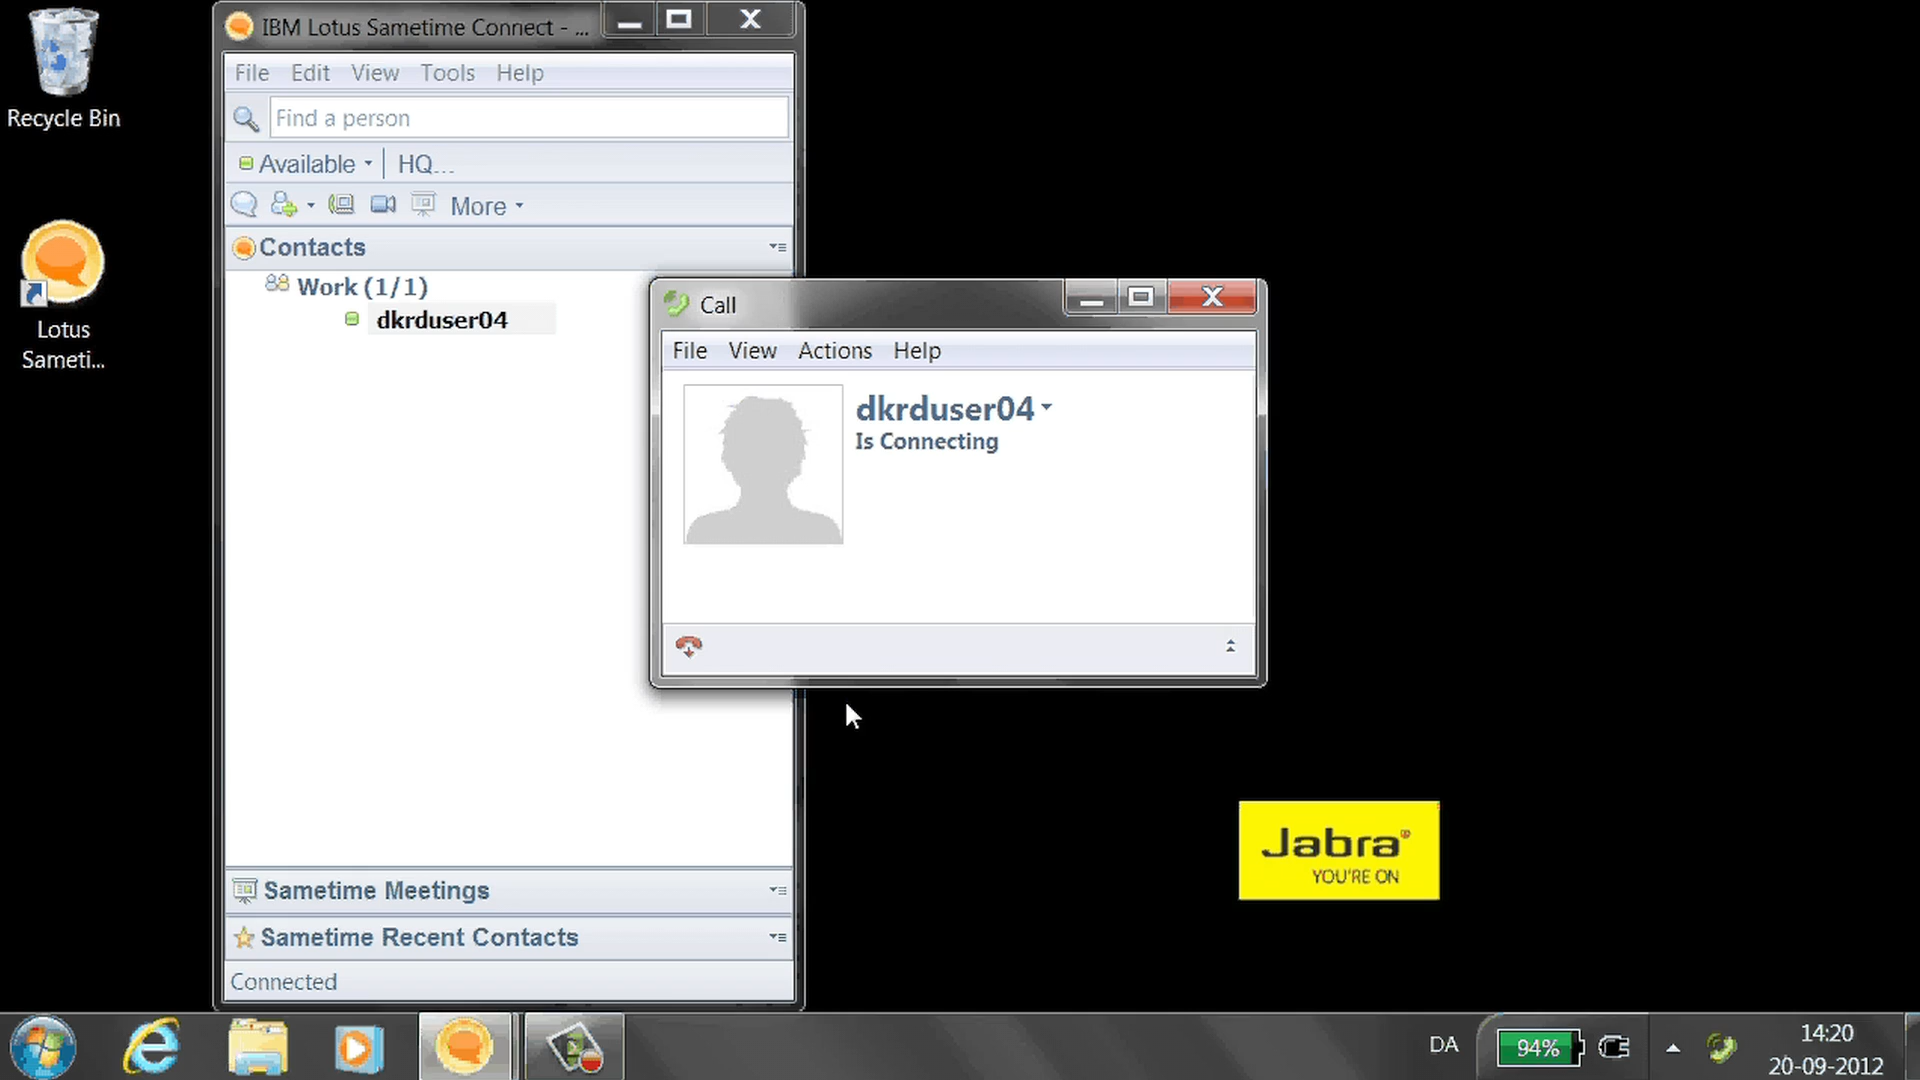 Recycle Bin
Lotus
Sameti...
IBM Lotus Sametime Connect - ...
File Edit View Tools Help
Find a person
Available HQ...
More
Contacts
Work (1/1)
dkrduser04
Sametime Meetings
Sametime Recent Contacts
Connected
Call
File View Actions Help
dkrduser04
Is Connecting
Jabra®
YOU'RE ON
DA
94%
14:20
20-09-2012